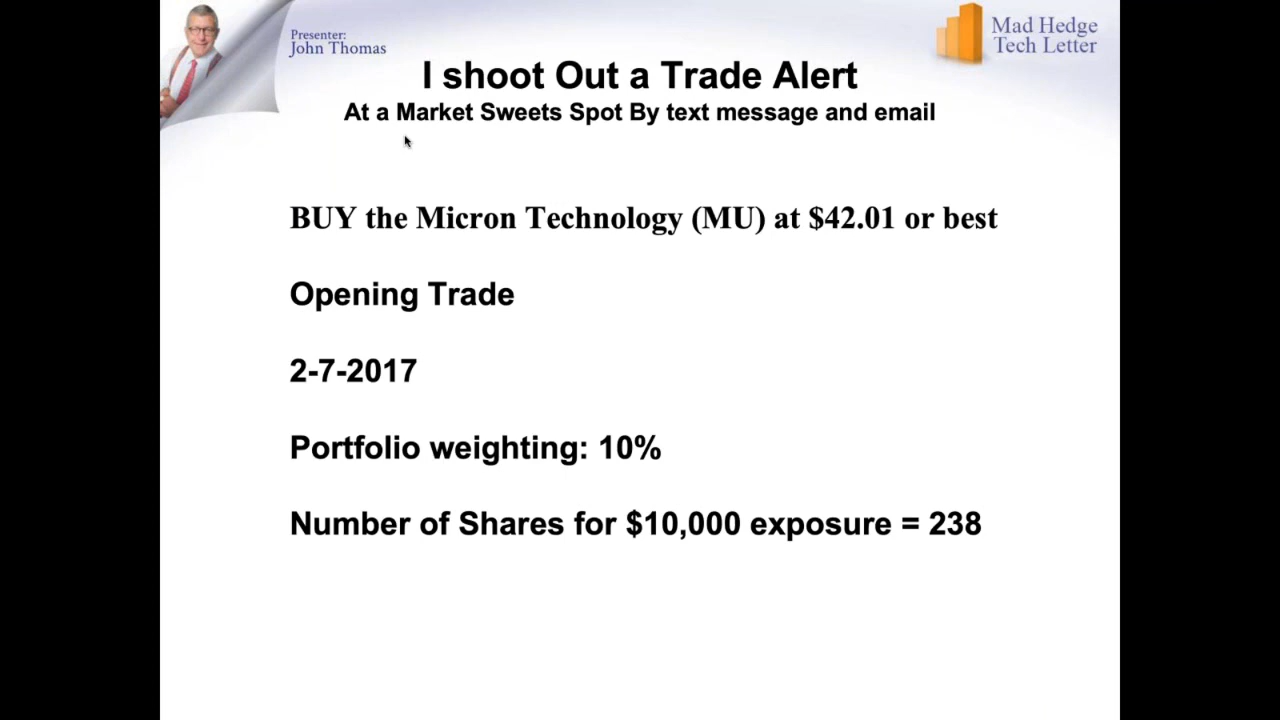 Presenter:
John Thomas
Mad Hedge
Tech Letter
I shoot Out a Trade Alert
At a Market Sweets Spot By text message and email
BUY the Micron Technology (MU) at $42.01 or best
Opening Trade
2-7-2017
Portfolio weighting: 10%
Number of Shares for $10,000 exposure = 238